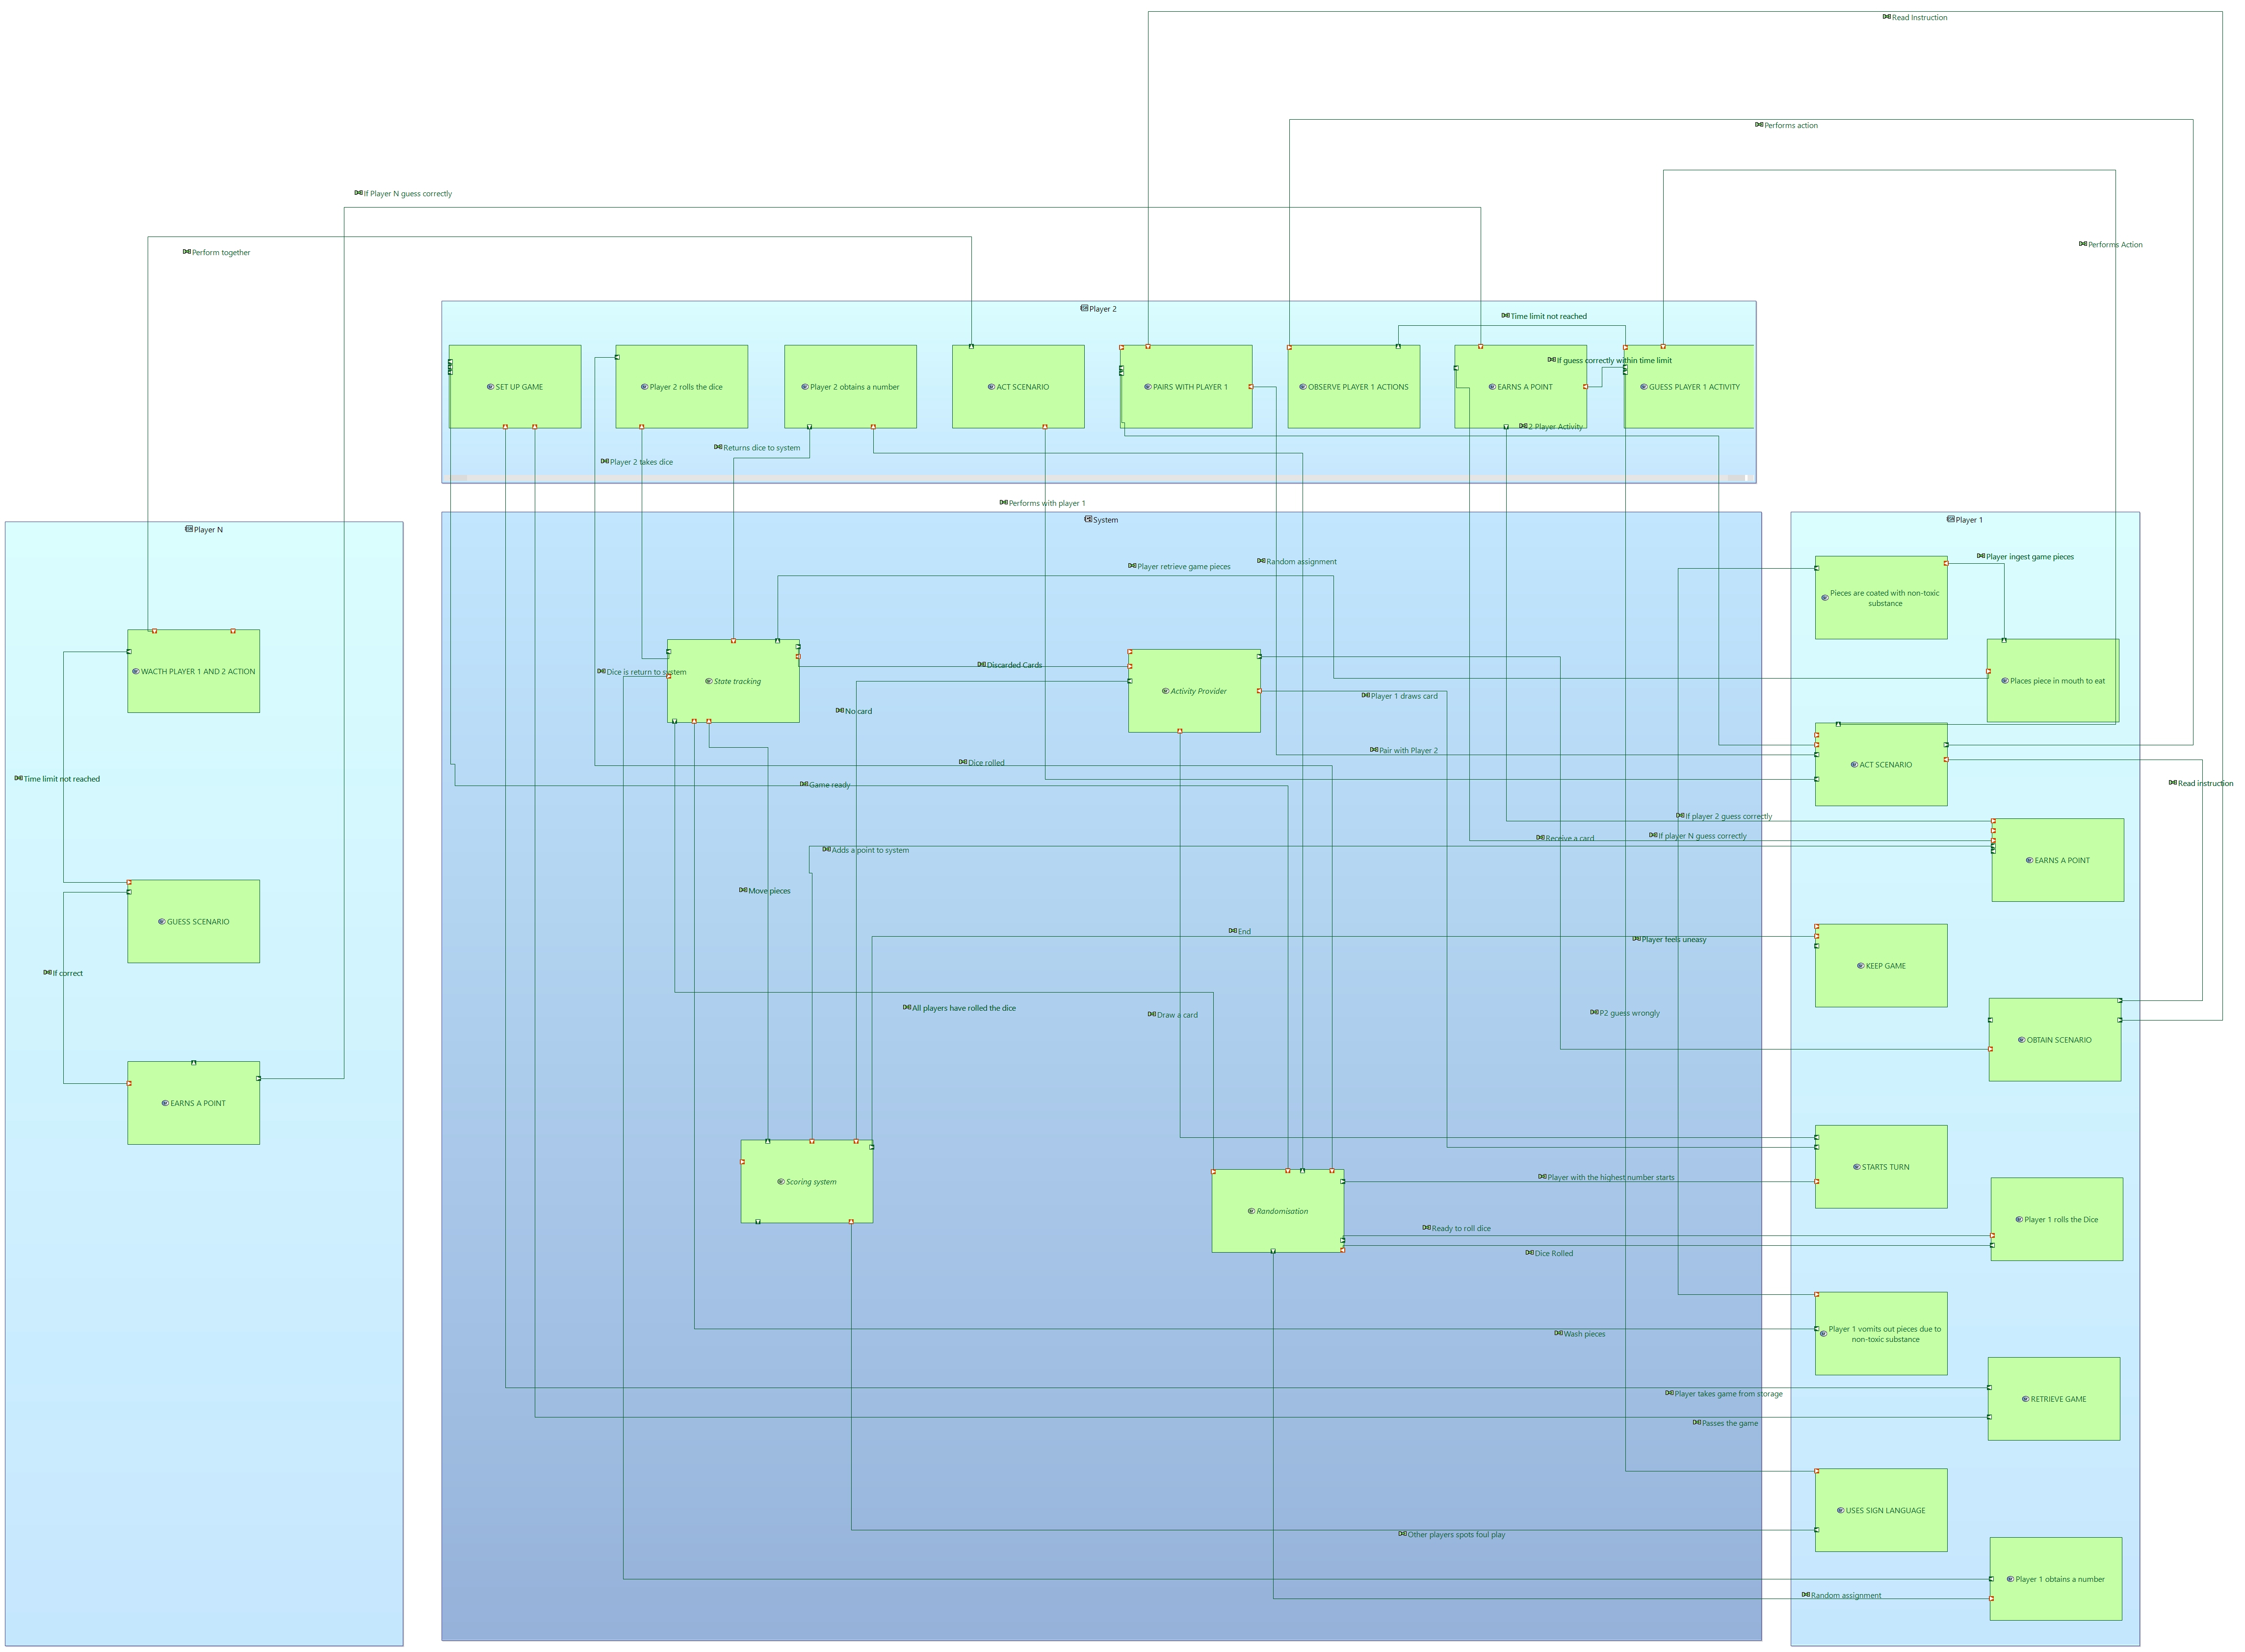 Read Instruction
Performs action
If Player N guess correctly
Performs Action
Perform together
Player 2
Time limit not reached
If guess correctly within time limit
SET UP GAME
Player 2 rolls the dice
Player 2 obtains a number
ACT SCENARIO
PAIRS WITH PLAYER 1
OBSERVE PLAYER 1 ACTIONS
EARNS A POINT
GUESS PLAYER 1 ACTIVITY
2 Player Activity
Returns dice to system
Player 2 takes dice
Performs with player 1
System
Player 1
Player N
Player ingest game pieces
Random assignment
Player retrieve game pieces
Pieces are coated with non-toxic
substance
WACTH PLAYER 1 AND 2 ACTION
Dice is return to system
State tracking
Discarded Cards
Activity Provider
Places piece in mouth to eat
Player 1 draws card
No card
Pair with Player 2
Dice rolled
ACT SCENARIO
Time limit not reached
Game ready
Read instruction
If player 2 guess correctly
If player N guess correctly
Receive a card
Adds a point to system
EARNS A POINT
Move pieces
GUESS SCENARIO
End
Player feels uneasy
KEEP GAME
If correct
All players have rolled the dice
Draw a card
P2 guess wrongly
OBTAIN SCENARIO
EARNS A POINT
STARTS TURN
Player with the highest number starts
Scoring system
Randomisation
Player 1 rolls the Dice
Ready to roll dice
Dice Rolled
Player 1 vomits out pieces due to
non-toxic substance
Wash pieces
Player takes game from storage
RETRIEVE GAME
Passes the game
USES SIGN LANGUAGE
Other players spots foul play
Player 1 obtains a number
Random assignment